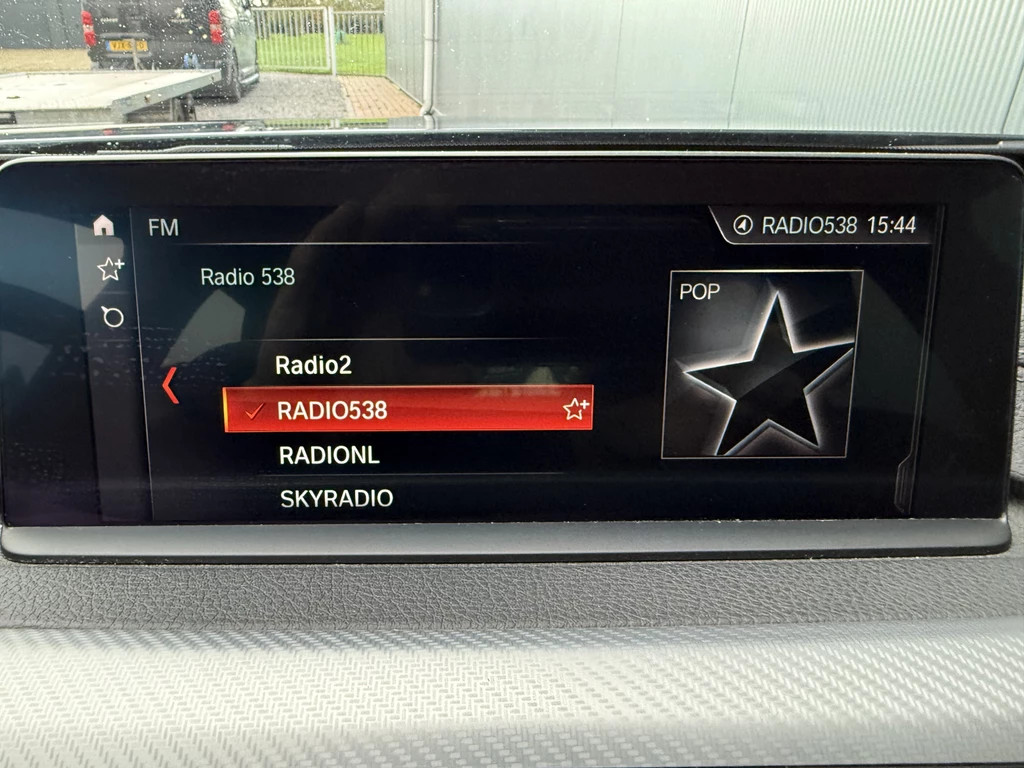 FM
RADIO538 15:44
Radio 538
POP
Radio2
RADIO538
RADIONL
SKYRADIO